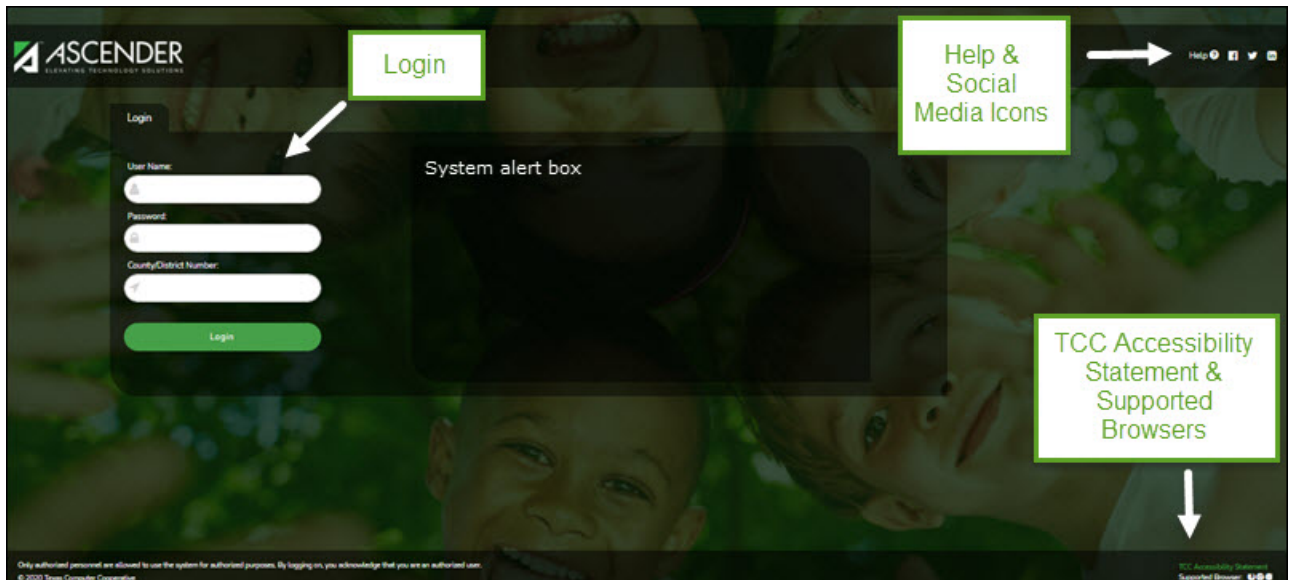 ASCENDER
ELEVATING TECHNOLOGY SOLUTIONS
Login
Help &
Social
Media Icons
Help
Login
User Name:
System alert box
Password:
County/District Number:
Login
TCC Accessibility
Statement &
Supported
Browsers
Only authorized personnel are allowed to use the system for authorized purposes. By logging on, you acknowledge that you are an authorized user.
© 2020 Texas Computer Cooperative
TCC Accessibility Statement
Supported Browser: